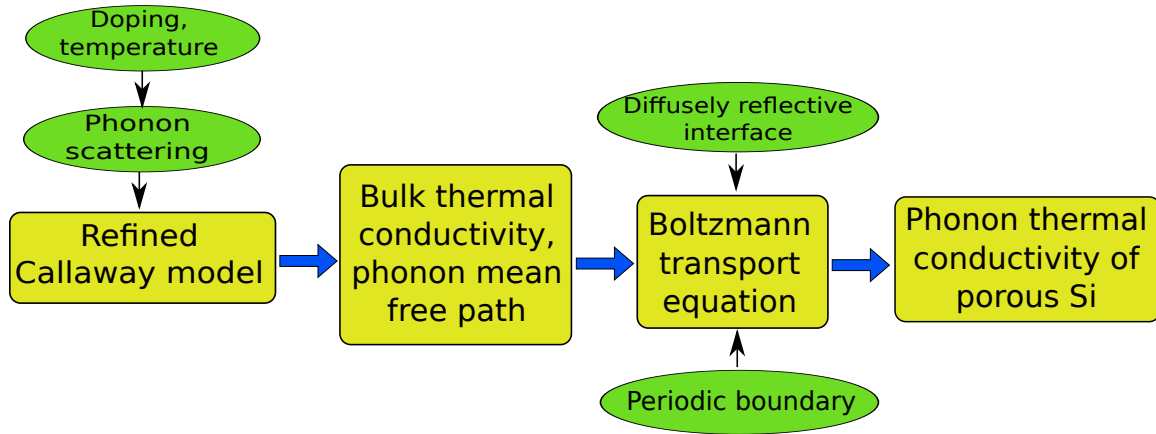 Doping,
temperature
Phonon
scattering
Refined
Callaway model
Bulk thermal
conductivity,
phonon mean
free path
Diffusely reflective
interface
Boltzmann
transport
equation
Periodic boundary
Phonon thermal
conductivity of
porous Si